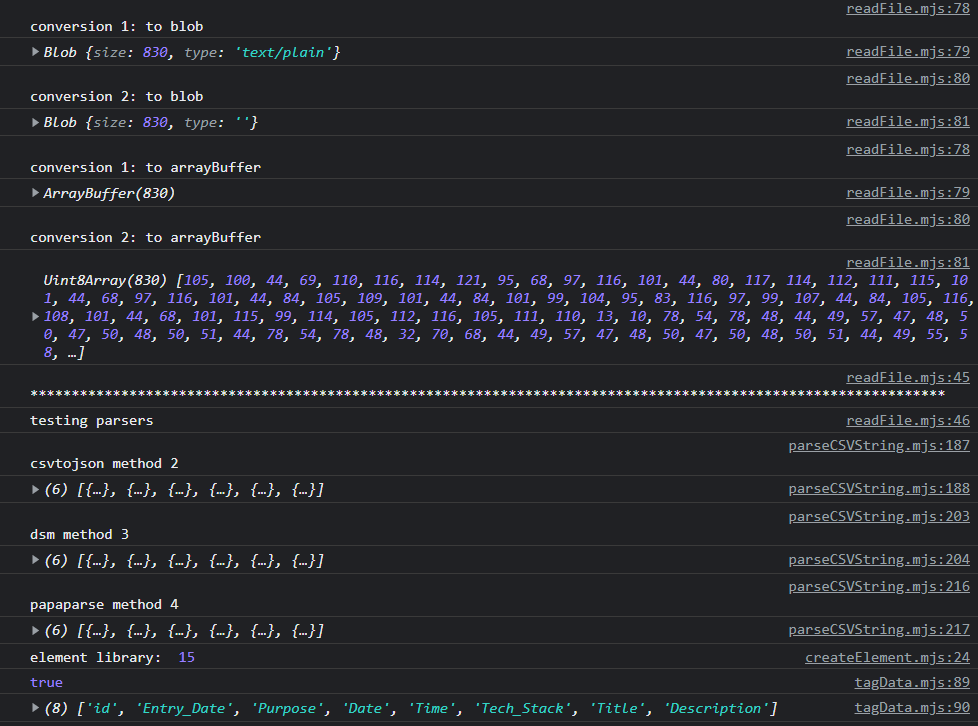 readFile.mjs:78
conversion 1: to blob
▶Blob {size: 830, type: 'text/plain'} readFile.mjs:79
readFile.mjs:80
conversion 2: to blob
▶Blob {size: 830, type: ''} readFile.mjs:81
readFile.mjs:78
conversion 1: to arrayBuffer
▶ArrayBuffer(830) readFile.mjs:79
readFile.mjs:80
conversion 2: to arrayBuffer
readFile.mjs:81
Uint8Array(830) [105, 100, 44, 69, 110, 116, 114, 121, 95, 68, 97, 116, 101, 44, 80, 117, 114, 112, 111, 115, 10
1, 44, 68, 97, 116, 101, 44, 84, 105, 109, 101, 44, 84, 101, 99, 104, 95, 83, 116, 97, 99, 107, 44, 84, 105, 116,
▶108, 101, 44, 68, 101, 115, 99, 114, 105, 112, 116, 105, 111, 110, 13, 10, 78, 54, 78, 48, 44, 49, 57, 47, 48, 5
0, 47, 50, 48, 50, 51, 44, 78, 54, 78, 48, 32, 70, 68, 44, 49, 57, 47, 48, 50, 47, 50, 48, 50, 51, 44, 49, 55, 5
8, …]
readFile.mjs:45
***************************************************************************************************************
testing parsers readFile.mjs:46
parseCSVString.mjs:187
csvtojson method 2
▶(6) [{…}, {…}, {…}, {…}, {…}, {…}] parseCSVString.mjs:188
parseCSVString.mjs:203
dsm method 3
▶(6) [{…}, {…}, {…}, {…}, {…}, {…}] parseCSVString.mjs:204
parseCSVString.mjs:216
papaparse method 4
▶(6) [{…}, {…}, {…}, {…}, {…}, {…}] parseCSVString.mjs:217
element library: 15 createElement.mjs:24
true tagData.mjs:89
▶(8) ['id', 'Entry_Date', 'Purpose', 'Date', 'Time', 'Tech_Stack', 'Title', 'Description'] tagData.mjs:90